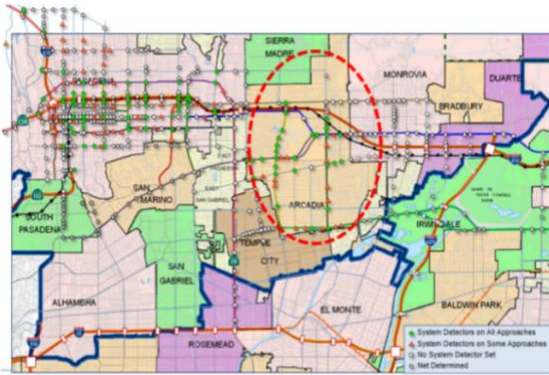 SIERRA
MADRE
PASADENA
MONROVIA
DUARTE
BRADBURY
EAST
SAN
MARINO
EAST
SAN GABRIEL
ARCADIA
SOUTH
PASADENA
IRWINDALE
TEMPLE
CITY
SAN
GABRIEL
ALHAMBRA
EL MONTE
BALDWIN PARK
ROSEMEAD
System Detectors on All Approaches
System Detectors on Some Approaches
No System Detector Set
Not Determined